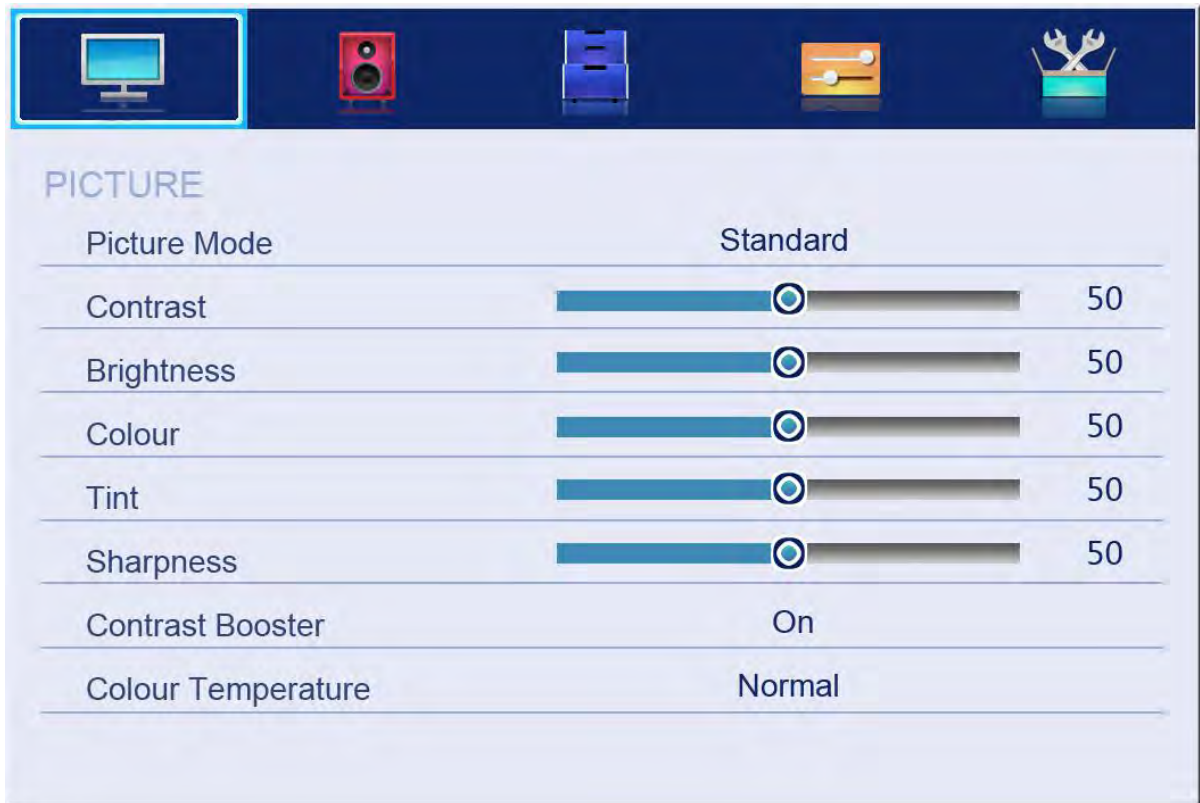 PICTURE
Picture Mode Standard
Contrast 50
Brightness 50
Colour 50
Tint 50
Sharpness 50
Contrast Booster On
Colour Temperature Normal